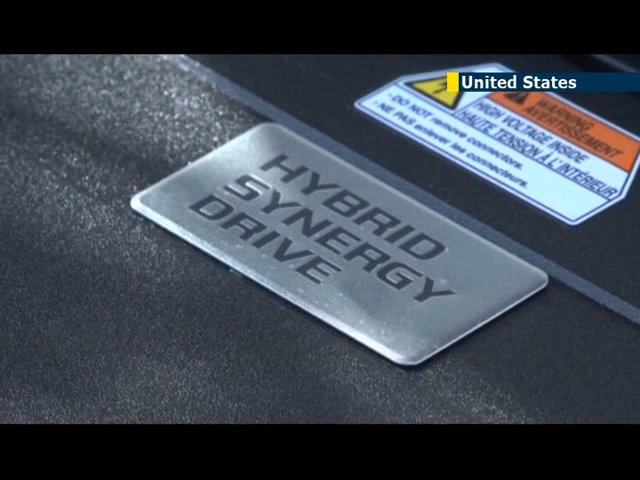 United States
WARNING
AVERTISSEMENT
HIGH VOLTAGE INSIDE
HAUTE TENSION À L'INTÉRIEUR
- DO NOT remove connectors.
- NE PAS enlever les connecteurs.
HYBRID
SYNERGY
DRIVE